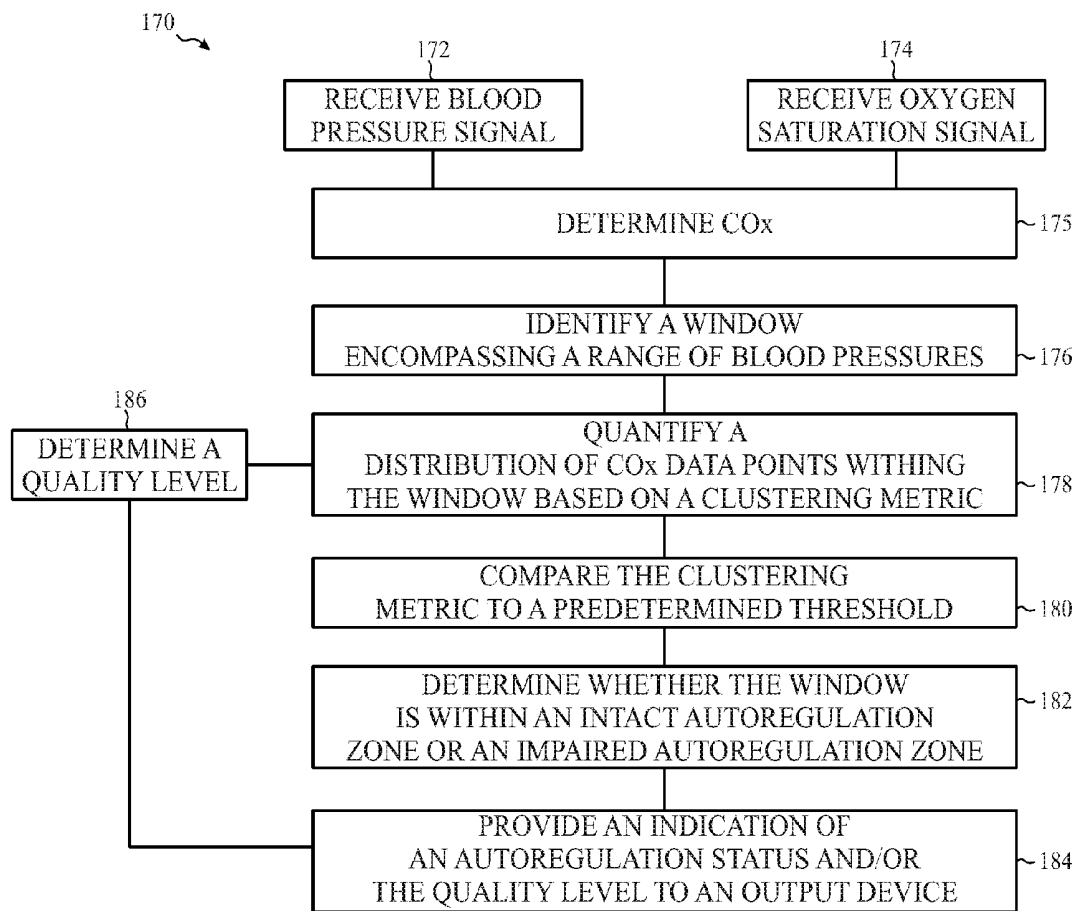 170
172
174
RECEIVE BLOOD
PRESSURE SIGNAL
RECEIVE OXYGEN
SATURATION SIGNAL
DETERMINE COx
175
IDENTIFY A WINDOW
ENCOMPASSING A RANGE OF BLOOD PRESSURES
176
186
DETERMINE A
QUALITY LEVEL
QUANTIFY A
DISTRIBUTION OF COx DATA POINTS WITHING
THE WINDOW BASED ON A CLUSTERING METRIC
178
COMPARE THE CLUSTERING
METRIC TO A PREDETERMINED THRESHOLD
180
DETERMINE WHETHER THE WINDOW
IS WITHIN AN INTACT AUTOREGULATION
ZONE OR AN IMPAIRED AUTOREGULATION ZONE
182
PROVIDE AN INDICATION OF
AN AUTOREGULATION STATUS AND/OR
THE QUALITY LEVEL TO AN OUTPUT DEVICE
184